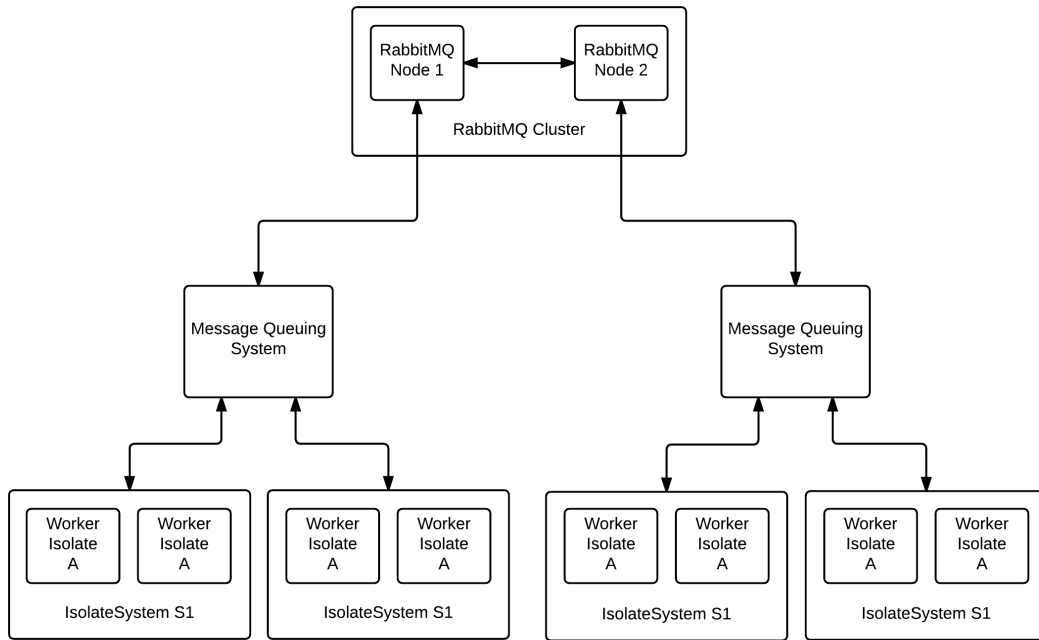 RabbitMQ
Node 1
RabbitMQ
Node 2
RabbitMQ Cluster
Message Queuing
System
Message Queuing
System
Worker
Isolate
A
Worker
Isolate
A
IsolateSystem S1
Worker
Isolate
A
Worker
Isolate
A
IsolateSystem S1
Worker
Isolate
A
Worker
Isolate
A
IsolateSystem S1
Worker
Isolate
A
Worker
Isolate
A
IsolateSystem S1